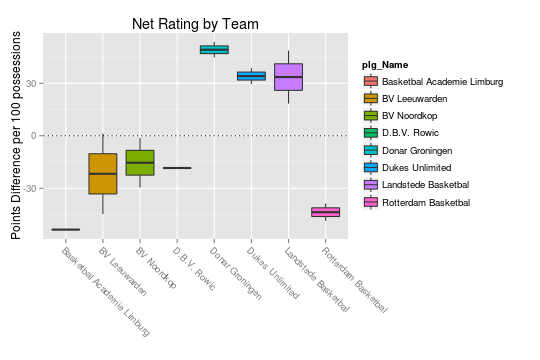 Net Rating by Team
Points Difference per 100 possessions
30
0
-30
Basketbal Academie Limburg
BV Leeuwarden
BV Noordkop
D.B.V. Rowic
Donar Groningen
Dukes Unlimited
Landstede Basketbal
Rotterdam Basketbal
plg_Name
Basketbal Academie Limburg
BV Leeuwarden
BV Noordkop
D.B.V. Rowic
Donar Groningen
Dukes Unlimited
Landstede Basketbal
Rotterdam Basketbal